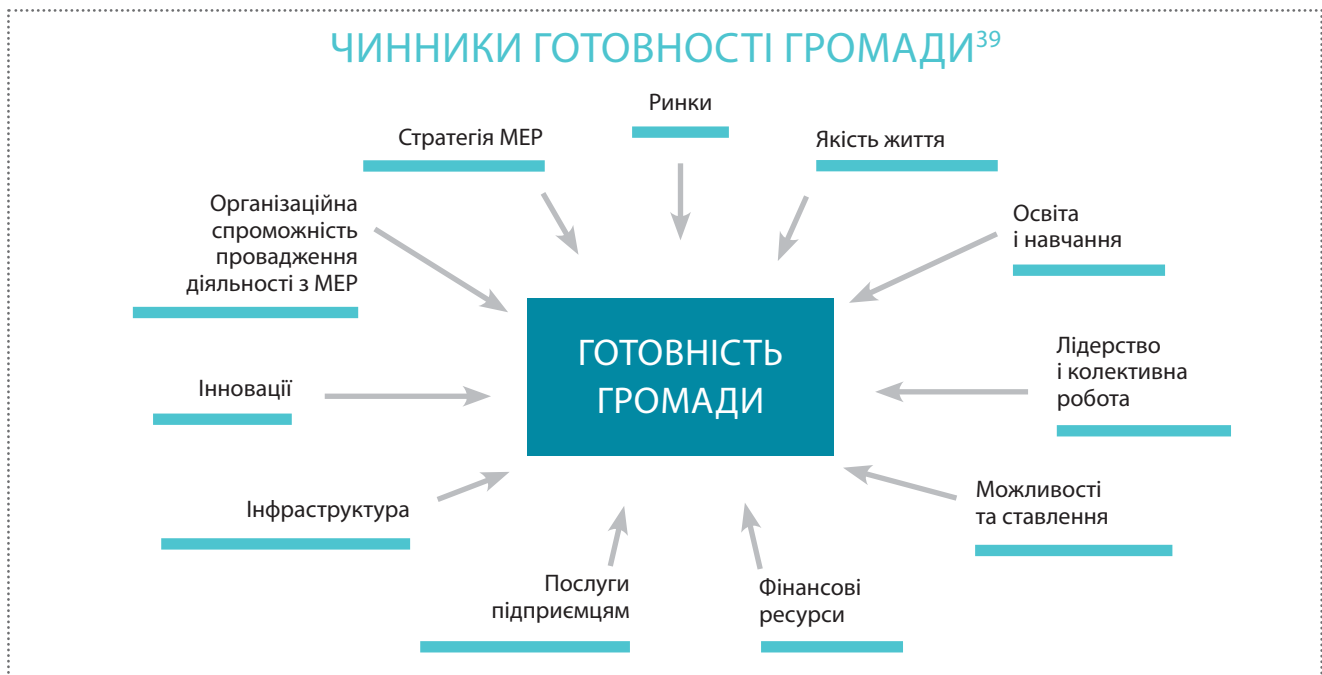 ЧИННИКИ ГОТОВНОСТІ ГРОМАДИ39
Ринки
Стратегія МЕР
Якість життя
Організаційна
спроможність
провадження
діяльності з МЕР
Освіта
і навчання
ГОТОВНІСТЬ
ГРОМАДИ
Лідерство
і колективна
робота
Інновації
Можливості
та ставлення
Інфраструктура
Послуги
підприємцям
Фінансові
ресурси